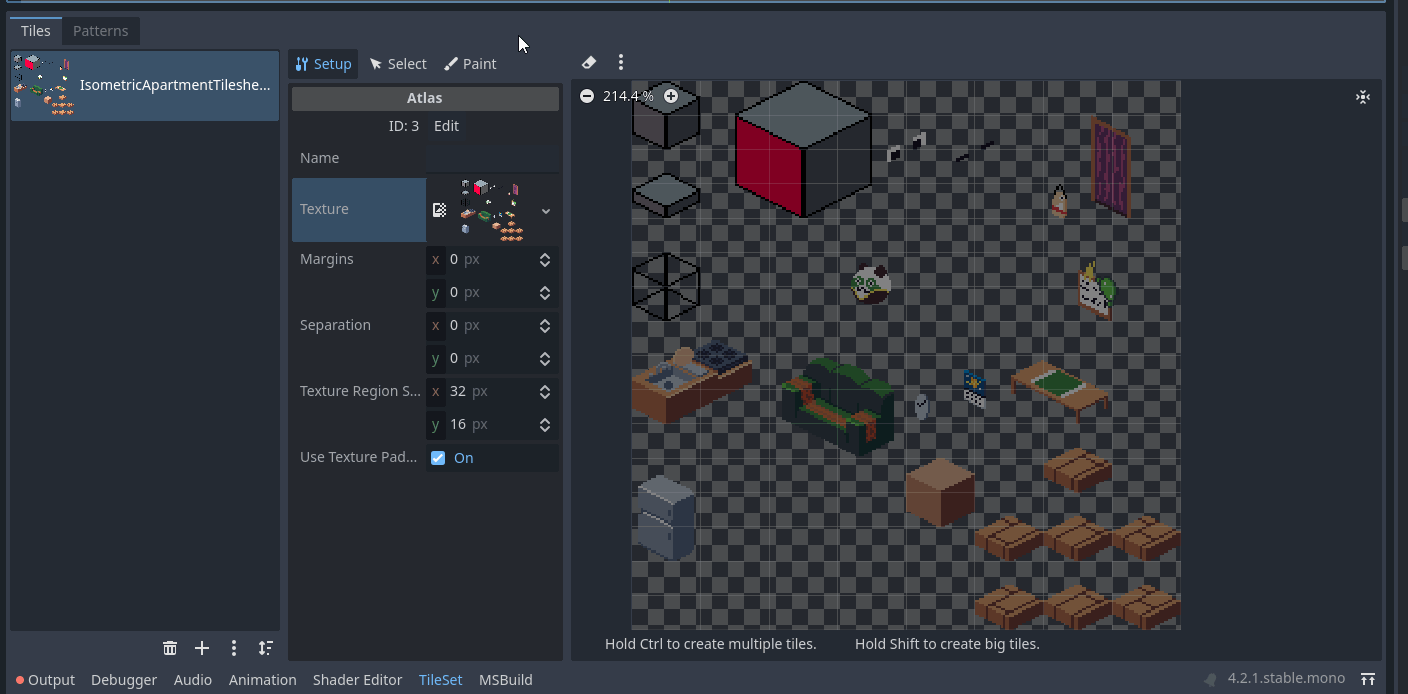 Tiles Patterns
IsometricApartmentTileshe...
Setup Select Paint
Atlas
ID: 3 Edit
Name
Texture
Margins x 0 px
y 0 px
Separation x 0 px
y 0 px
Texture Region S... x 32 px
y 16 px
Use Texture Pad... On
214.4 %
Hold Ctrl to create multiple tiles. Hold Shift to create big tiles.
Output Debugger Audio Animation Shader Editor TileSet MSBuild 4.2.1.stable.mono